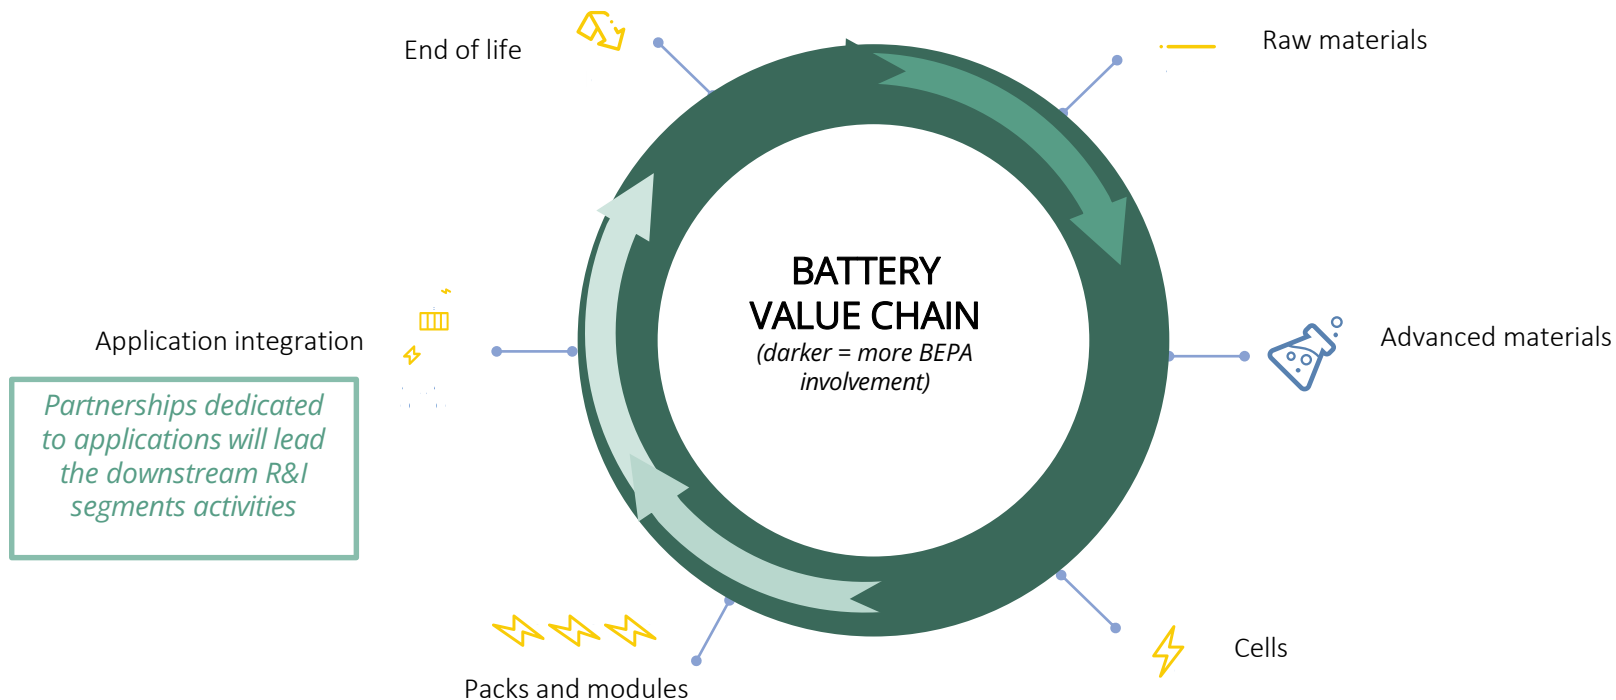 End of life
Raw materials
BATTERY
VALUE CHAIN
(darker = more BEPA
involvement)
Application integration
Advanced materials
Partnerships dedicated
to applications will lead
the downstream R&I
segments activities
Cells
Packs and modules